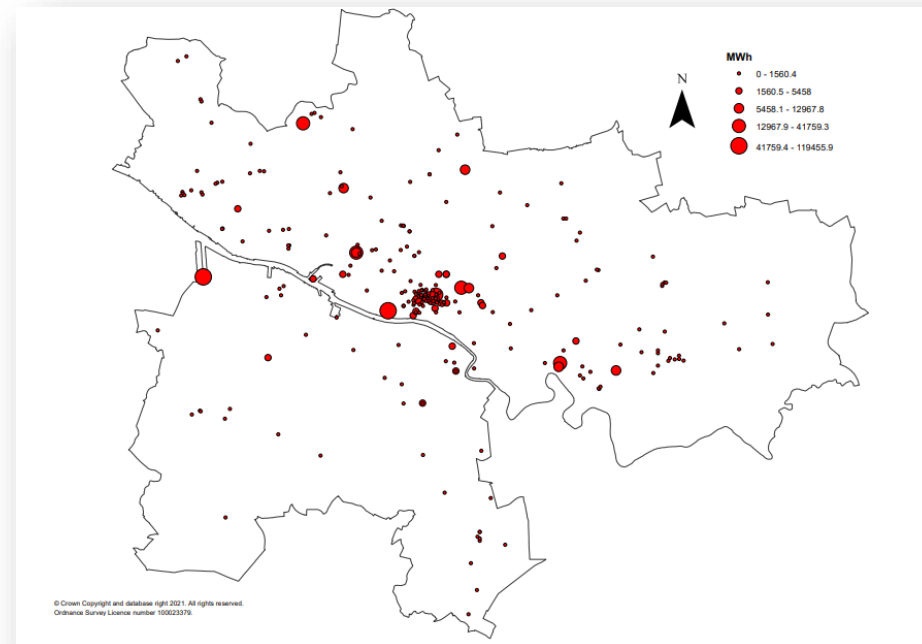 MWh
N
0 - 1560.4
1560.5 - 5458
5458.1 - 12967.8
12967.9 - 41759.3
41759.4 - 119455.9
© Crown Copyright and database right 2021. All rights reserved.
Ordnance Survey Licence number 100023379.